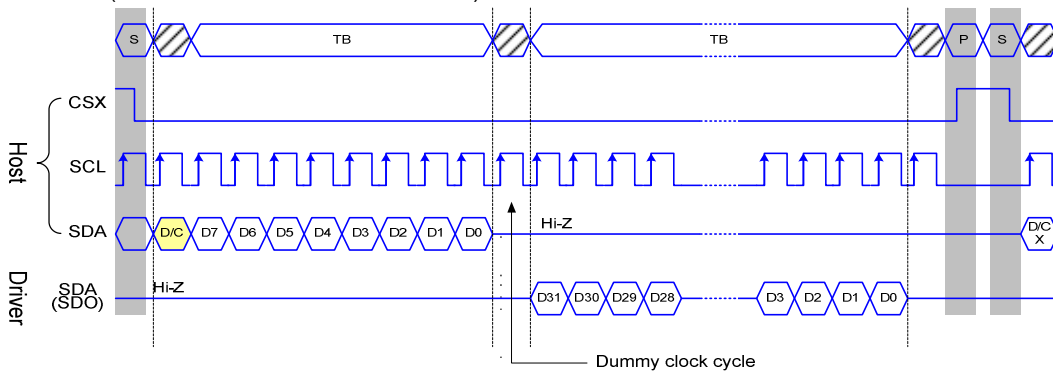 S TB TB P S
CSX
Host
SCL
Hi-Z
SDA D/C D7 D6 D5 D4 D3 D2 D1 D0 D/C
X
Driver
SDA Hi-Z
(SDO) D31 D30 D29 D28 D3 D2 D1 D0
Dummy clock cycle